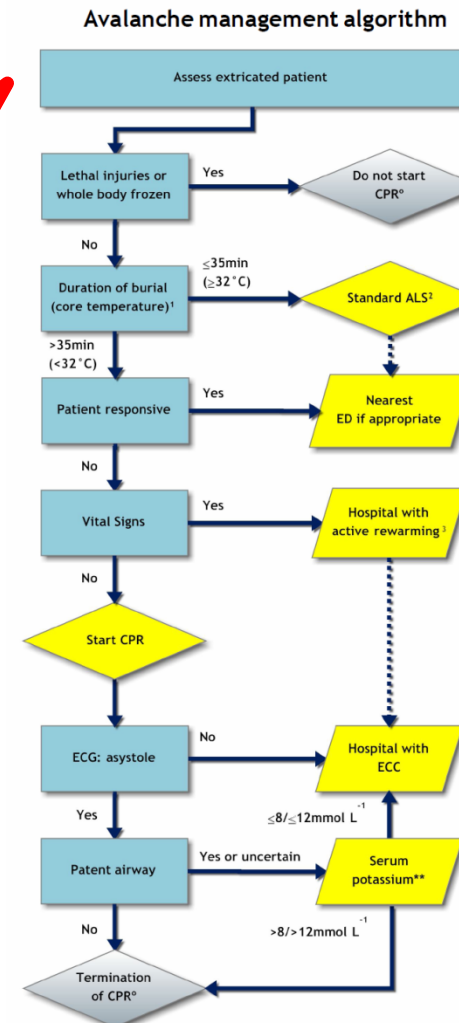 Avalanche management algorithm
Assess extricated patient
Lethal injuries or
whole body frozen
Yes
Do not start
CPRº
No
Duration of burial
(core temperature)¹
≤35min
(≥32˚C)
Standard ALS²
>35min
(<32˚C)
Patient responsive
Yes
Nearest
ED if appropriate
No
Vital Signs
Yes
Hospital with
active rewarming³
No
Start CPR
ECG: asystole
No
Hospital with
ECC
Yes
≤8/≤12mmol L⁻¹
Patent airway
Yes or uncertain
Serum
potassium**
No
>8/>12mmol L⁻¹
Termination
of CPRº